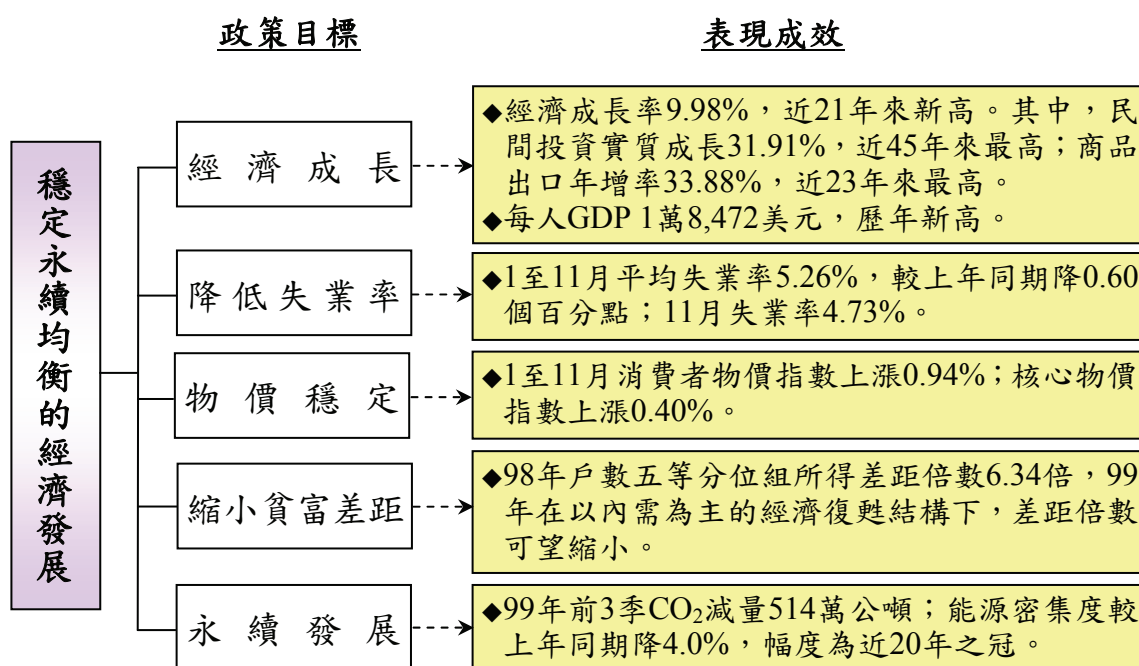 政策目標
表現成效
穩定永續均衡的經濟發展
經濟成長
◆經濟成長率9.98%，近21年來新高。其中，民
間投資實質成長31.91%，近45年來最高；商品
出口年增率33.88%，近23年來最高。
◆每人GDP 1萬8,472美元，歷年新高。
降低失業率
◆1至11月平均失業率5.26%，較上年同期降0.60
個百分點；11月失業率4.73%。
物價穩定
◆1至11月消費者物價指數上漲0.94%；核心物價
指數上漲0.40%。
縮小貧富差距
◆98年戶數五等分位組所得差距倍數6.34倍，99
年在以內需為主的經濟復甦結構下，差距倍數
可望縮小。
永續發展
◆99年前3季CO₂減量514萬公噸；能源密集度較
上年同期降4.0%，幅度為近20年之冠。